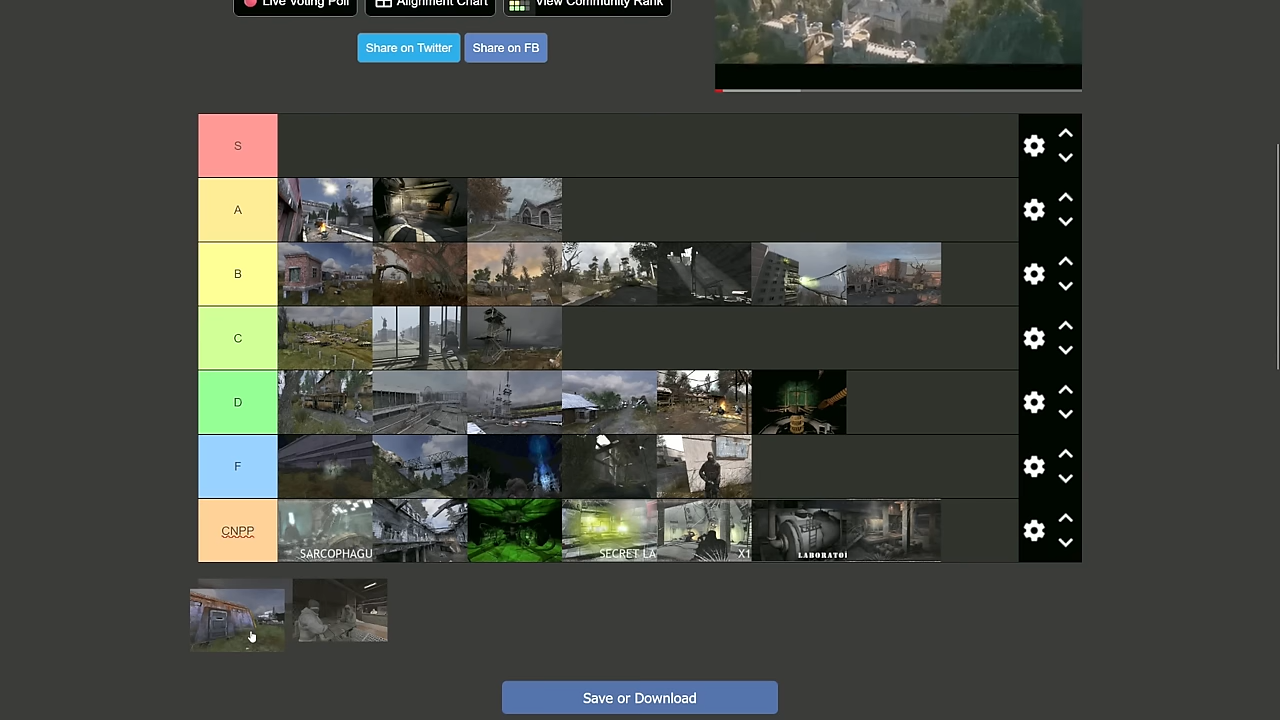 Live Voting Poll
Alignment Chart
View Community Rank
Share on Twitter
Share on FB
S
A
B
C
D
F
CNPP
SARCOPHAGU
SECRET LA
X1
LABORATOI
Save or Download